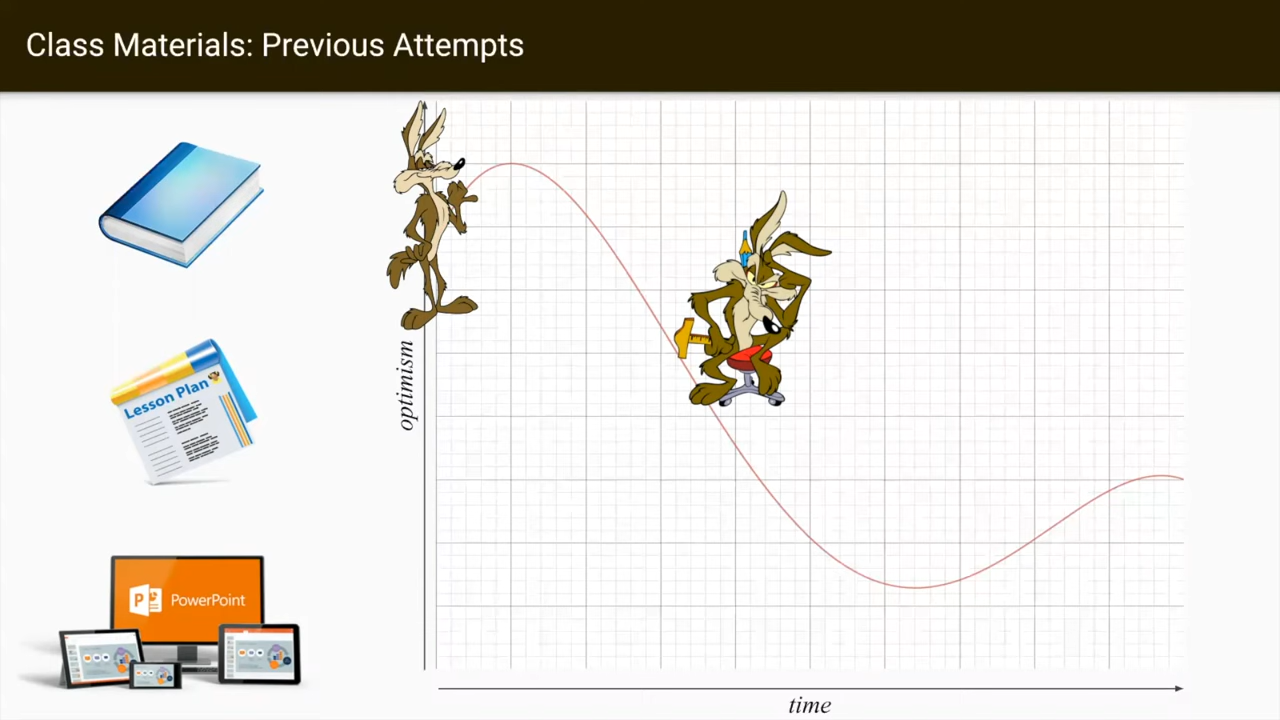 Class Materials: Previous Attempts
Lesson Plan
P PowerPoint
optimism
time